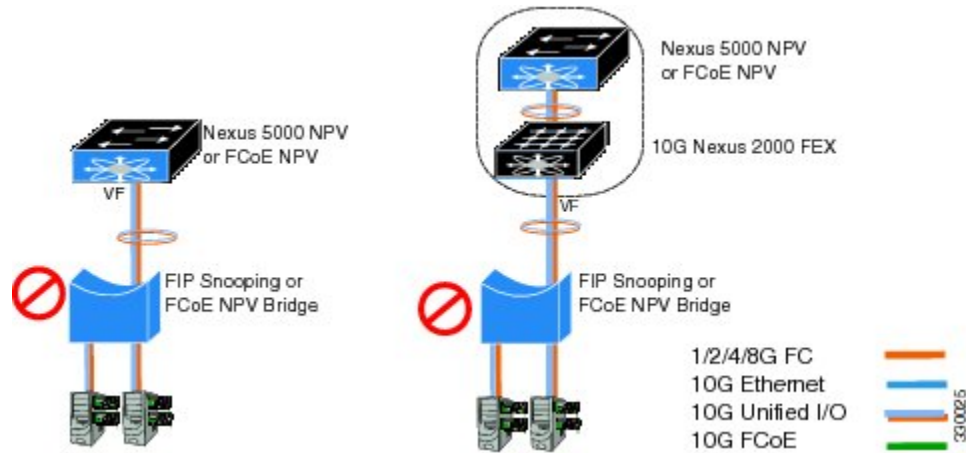 Nexus 5000 NPV
or FCoE NPV
VF
FIP Snooping or
FCoE NPV Bridge
Nexus 5000 NPV
or FCoE NPV
10G Nexus 2000 FEX
VF
FIP Snooping or
FCoE NPV Bridge
1/2/4/8G FC
10G Ethernet
10G Unified I/O
10G FCoE
330025